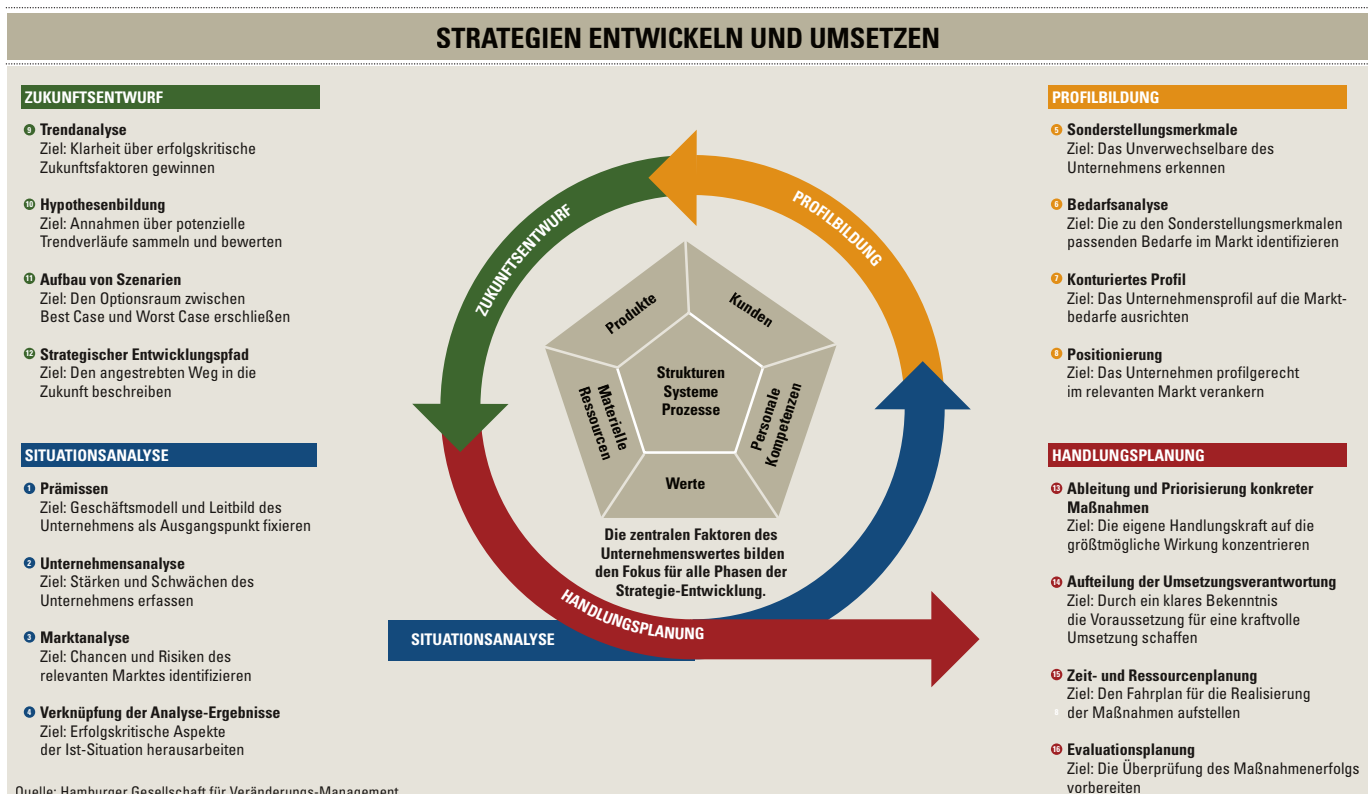 STRATEGIEN ENTWICKELN UND UMSETZEN
ZUKUNFTSENTWURF
9 Trendanalyse
Ziel: Klarheit über erfolgskritische
Zukunftsfaktoren gewinnen
10 Hypothesenbildung
Ziel: Annahmen über potenzielle
Trendverläufe sammeln und bewerten
11 Aufbau von Szenarien
Ziel: Den Optionsraum zwischen
Best Case und Worst Case erschließen
12 Strategischer Entwicklungspfad
Ziel: Den angestrebten Weg in die
Zukunft beschreiben
SITUATIONSANALYSE
1 Prämissen
Ziel: Geschäftsmodell und Leitbild des
Unternehmens als Ausgangspunkt fixieren
2 Unternehmensanalyse
Ziel: Stärken und Schwächen des
Unternehmens erfassen
3 Marktanalyse
Ziel: Chancen und Risiken des
relevanten Marktes identifizieren
4 Verknüpfung der Analyse-Ergebnisse
Ziel: Erfolgskritische Aspekte
der Ist-Situation herausarbeiten
Quelle: Hamburger Gesellschaft für Veränderungs-Management
ZUKUNFTSENTWURF
PROFILBILDUNG
Produkte
Kunden
Strukturen
Systeme
Prozesse
Materielle
Ressourcen
Personale
Kompetenzen
Werte
Die zentralen Faktoren des
Unternehmenswertes bilden
den Fokus für alle Phasen der
Strategie-Entwicklung.
HANDLUNGSPLANUNG
SITUATIONSANALYSE
PROFILBILDUNG
5 Sonderstellungsmerkmale
Ziel: Das Unverwechselbare des
Unternehmens erkennen
6 Bedarfsanalyse
Ziel: Die zu den Sonderstellungsmerkmalen
passenden Bedarfe im Markt identifizieren
7 Konturiertes Profil
Ziel: Das Unternehmensprofil auf die Markt-
bedarfe ausrichten
8 Positionierung
Ziel: Das Unternehmen profilgerecht
im relevanten Markt verankern
HANDLUNGSPLANUNG
13 Ableitung und Priorisierung konkreter
Maßnahmen
Ziel: Die eigene Handlungskraft auf die
größtmögliche Wirkung konzentrieren
14 Aufteilung der Umsetzungsverantwortung
Ziel: Durch ein klares Bekenntnis
die Voraussetzung für eine kraftvolle
Umsetzung schaffen
15 Zeit- und Ressourcenplanung
Ziel: Den Fahrplan für die Realisierung
der Maßnahmen aufstellen
16 Evaluationsplanung
Ziel: Die Überprüfung des Maßnahmenerfolgs
vorbereiten